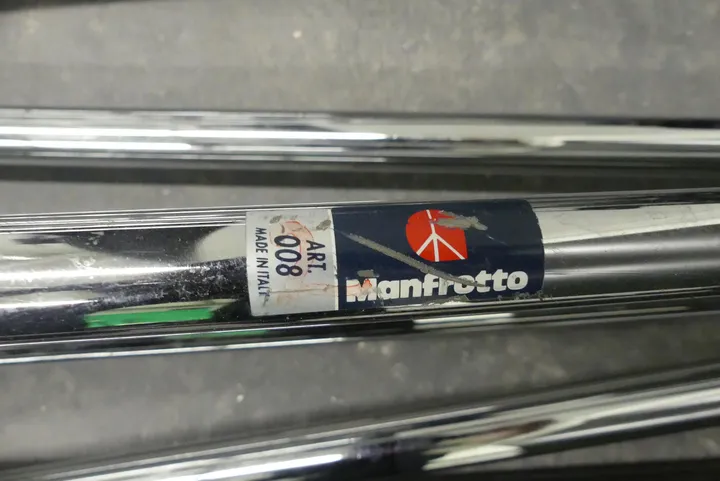 ART.
008
MADE IN ITALY
Manfrotto